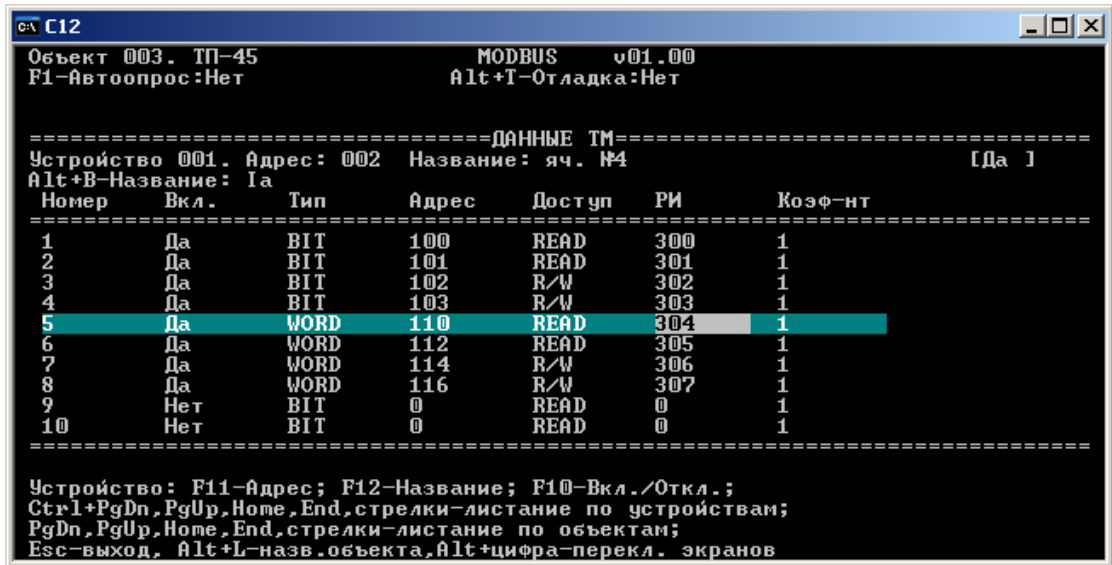 C12
Объект 003. ТП-45 MODBUS v01.00
F1-Автоопрос:Нет Alt+T-Отладка:Нет
==================================ДАННЫЕ ТМ===================================
Устройство 001. Адрес: 002 Название: яч. №4 [Да ]
Alt+B-Название: Ia
Номер Вкл. Тип Адрес Доступ РИ Коэф-нт
==============================================================================
1 Да BIT 100 READ 300 1
2 Да BIT 101 READ 301 1
3 Да BIT 102 R/W 302 1
4 Да BIT 103 R/W 303 1
5 Да WORD 110 READ 304 1
6 Да WORD 112 READ 305 1
7 Да WORD 114 R/W 306 1
8 Да WORD 116 R/W 307 1
9 Нет BIT 0 READ 0 1
10 Нет BIT 0 READ 0 1
==============================================================================
Устройство: F11-Адрес; F12-Название; F10-Вкл./Откл.;
Ctrl+PgDn,PgUp,Home,End,стрелки-листание по устройствам;
PgDn,PgUp,Home,End,стрелки-листание по объектам;
Esc-выход, Alt+L-назв.объекта,Alt+цифра-перекл. экранов